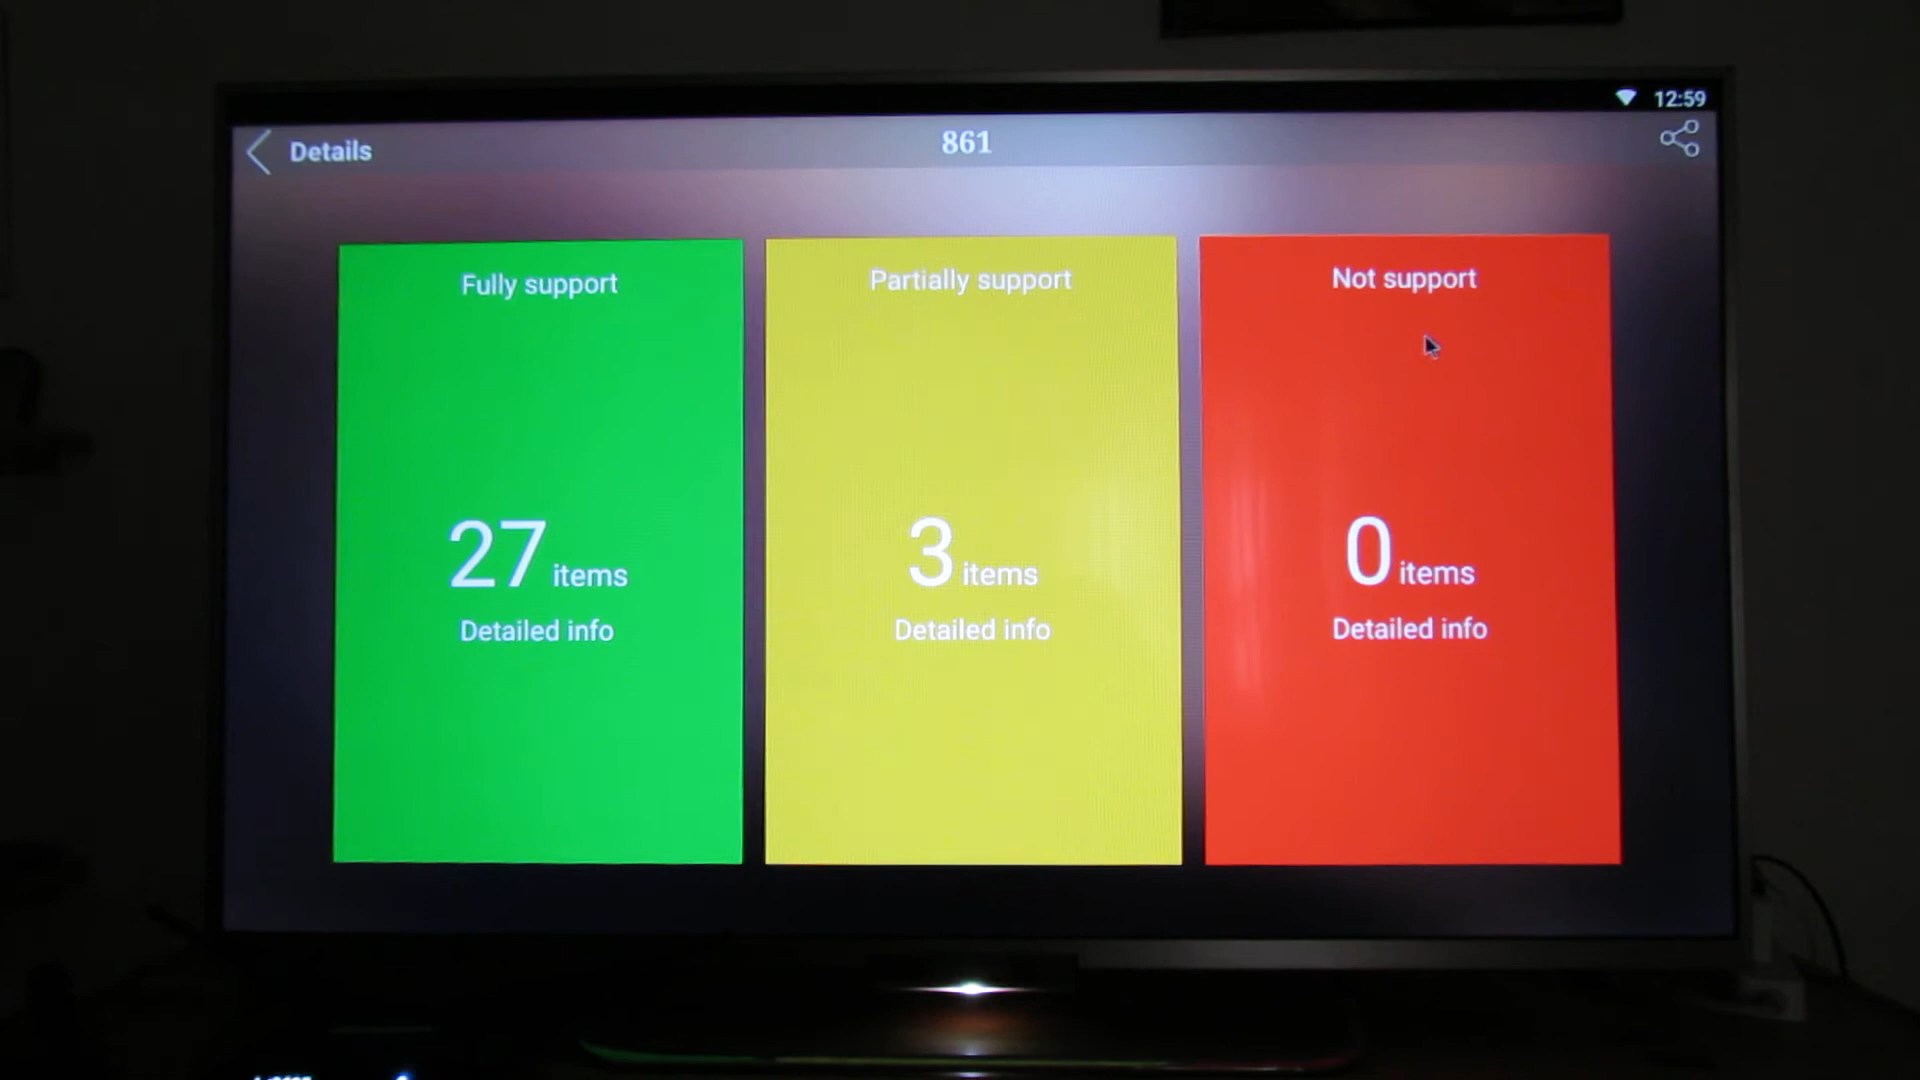 12:59
Details
861
Fully support
27 items
Detailed info
Partially support
3 items
Detailed info
Not support
0 items
Detailed info